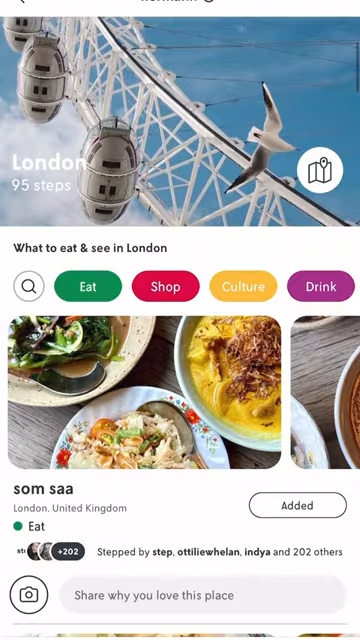 London
95 steps
What to eat & see in London
Eat
Shop
Culture
Drink
som saa
London, United Kingdom
Added
Eat
+202
Stepped by step, ottiliewhelan, indya and 202 others
Share why you love this place